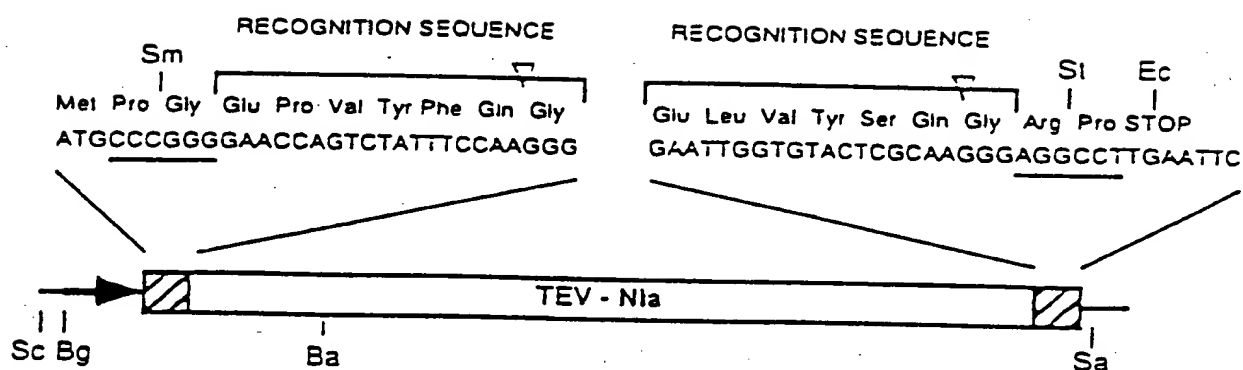 RECOGNITION SEQUENCE RECOGNITION SEQUENCE
Sm St Ec
Met Pro Gly Glu Pro Val Tyr Phe Gln Gly Glu Leu Val Tyr Ser Gln Gly Arg Pro STOP
ATGCCCGGGGAACCAGTCTATTTCCAAGGG GAATTGGTGTACTCGCAAGGGAGGCCTTGAATTC
TEV - NIa
Sc Bg Ba Sa